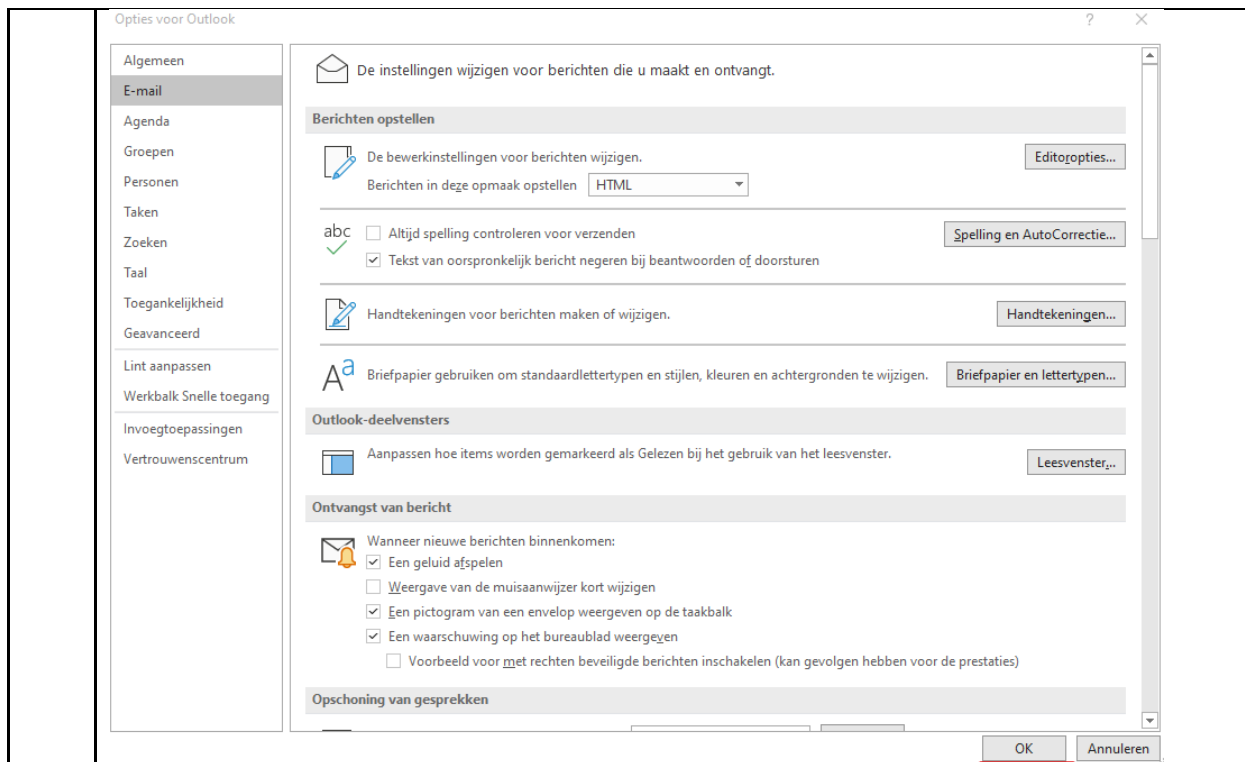 Opties voor Outlook
?
Algemeen
E-mail
Agenda
Groepen
Personen
Taken
Zoeken
Taal
Toegankelijkheid
Geavanceerd
Lint aanpassen
Werkbalk Snelle toegang
Invoegtoepassingen
Vertrouwenscentrum
De instellingen wijzigen voor berichten die u maakt en ontvangt.
Berichten opstellen
De bewerkinstellingen voor berichten wijzigen.
Editoropties...
Berichten in deze opmaak opstellen HTML
abc
Altijd spelling controleren voor verzenden
Spelling en AutoCorrectie...
Tekst van oorspronkelijk bericht negeren bij beantwoorden of doorsturen
Handtekeningen voor berichten maken of wijzigen.
Handtekeningen...
Aa
Briefpapier gebruiken om standaardlettertypen en stijlen, kleuren en achtergronden te wijzigen.
Briefpapier en lettertypen...
Outlook-deelvensters
Aanpassen hoe items worden gemarkeerd als Gelezen bij het gebruik van het leesvenster.
Leesvenster...
Ontvangst van bericht
Wanneer nieuwe berichten binnenkomen:
Een geluid afspelen
Weergave van de muisaanwijzer kort wijzigen
Een pictogram van een envelop weergeven op de taakbalk
Een waarschuwing op het bureaublad weergeven
Voorbeeld voor met rechten beveiligde berichten inschakelen (kan gevolgen hebben voor de prestaties)
Opschoning van gesprekken
OK
Annuleren